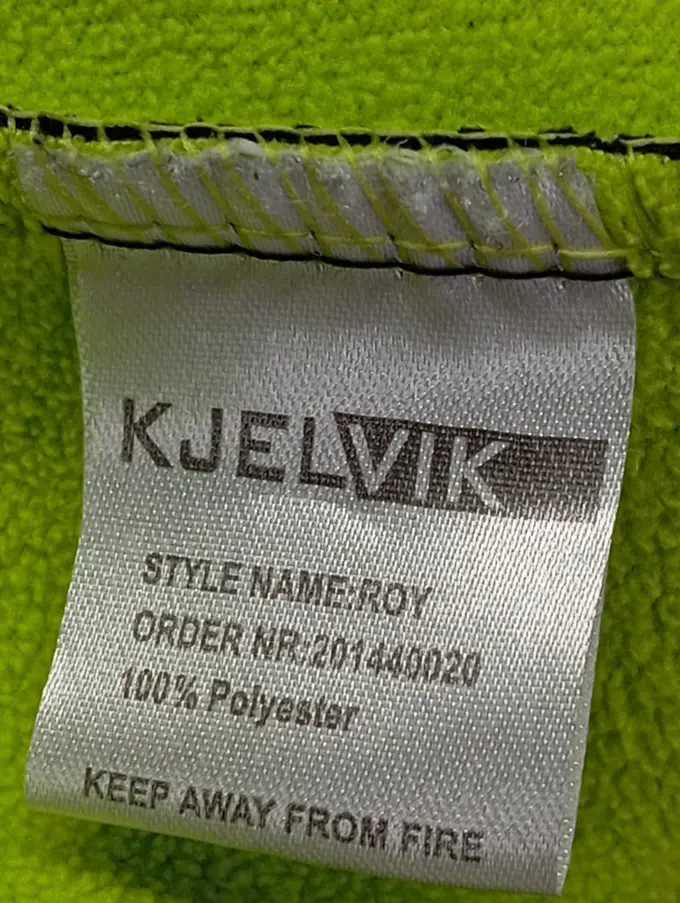 KJELVIK
STYLE NAME:ROY
ORDER NR:201440020
100% Polyester
KEEP AWAY FROM FIRE